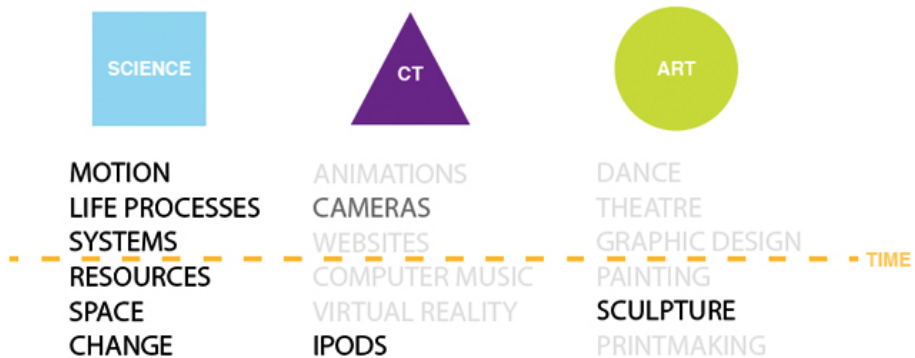 SCIENCE
CT
ART
MOTION
LIFE PROCESSES
SYSTEMS
RESOURCES
SPACE
CHANGE
ANIMATIONS
CAMERAS
WEBSITES
COMPUTER MUSIC
VIRTUAL REALITY
IPODS
DANCE
THEATRE
GRAPHIC DESIGN
PAINTING
SCULPTURE
PRINTMAKING
TIME